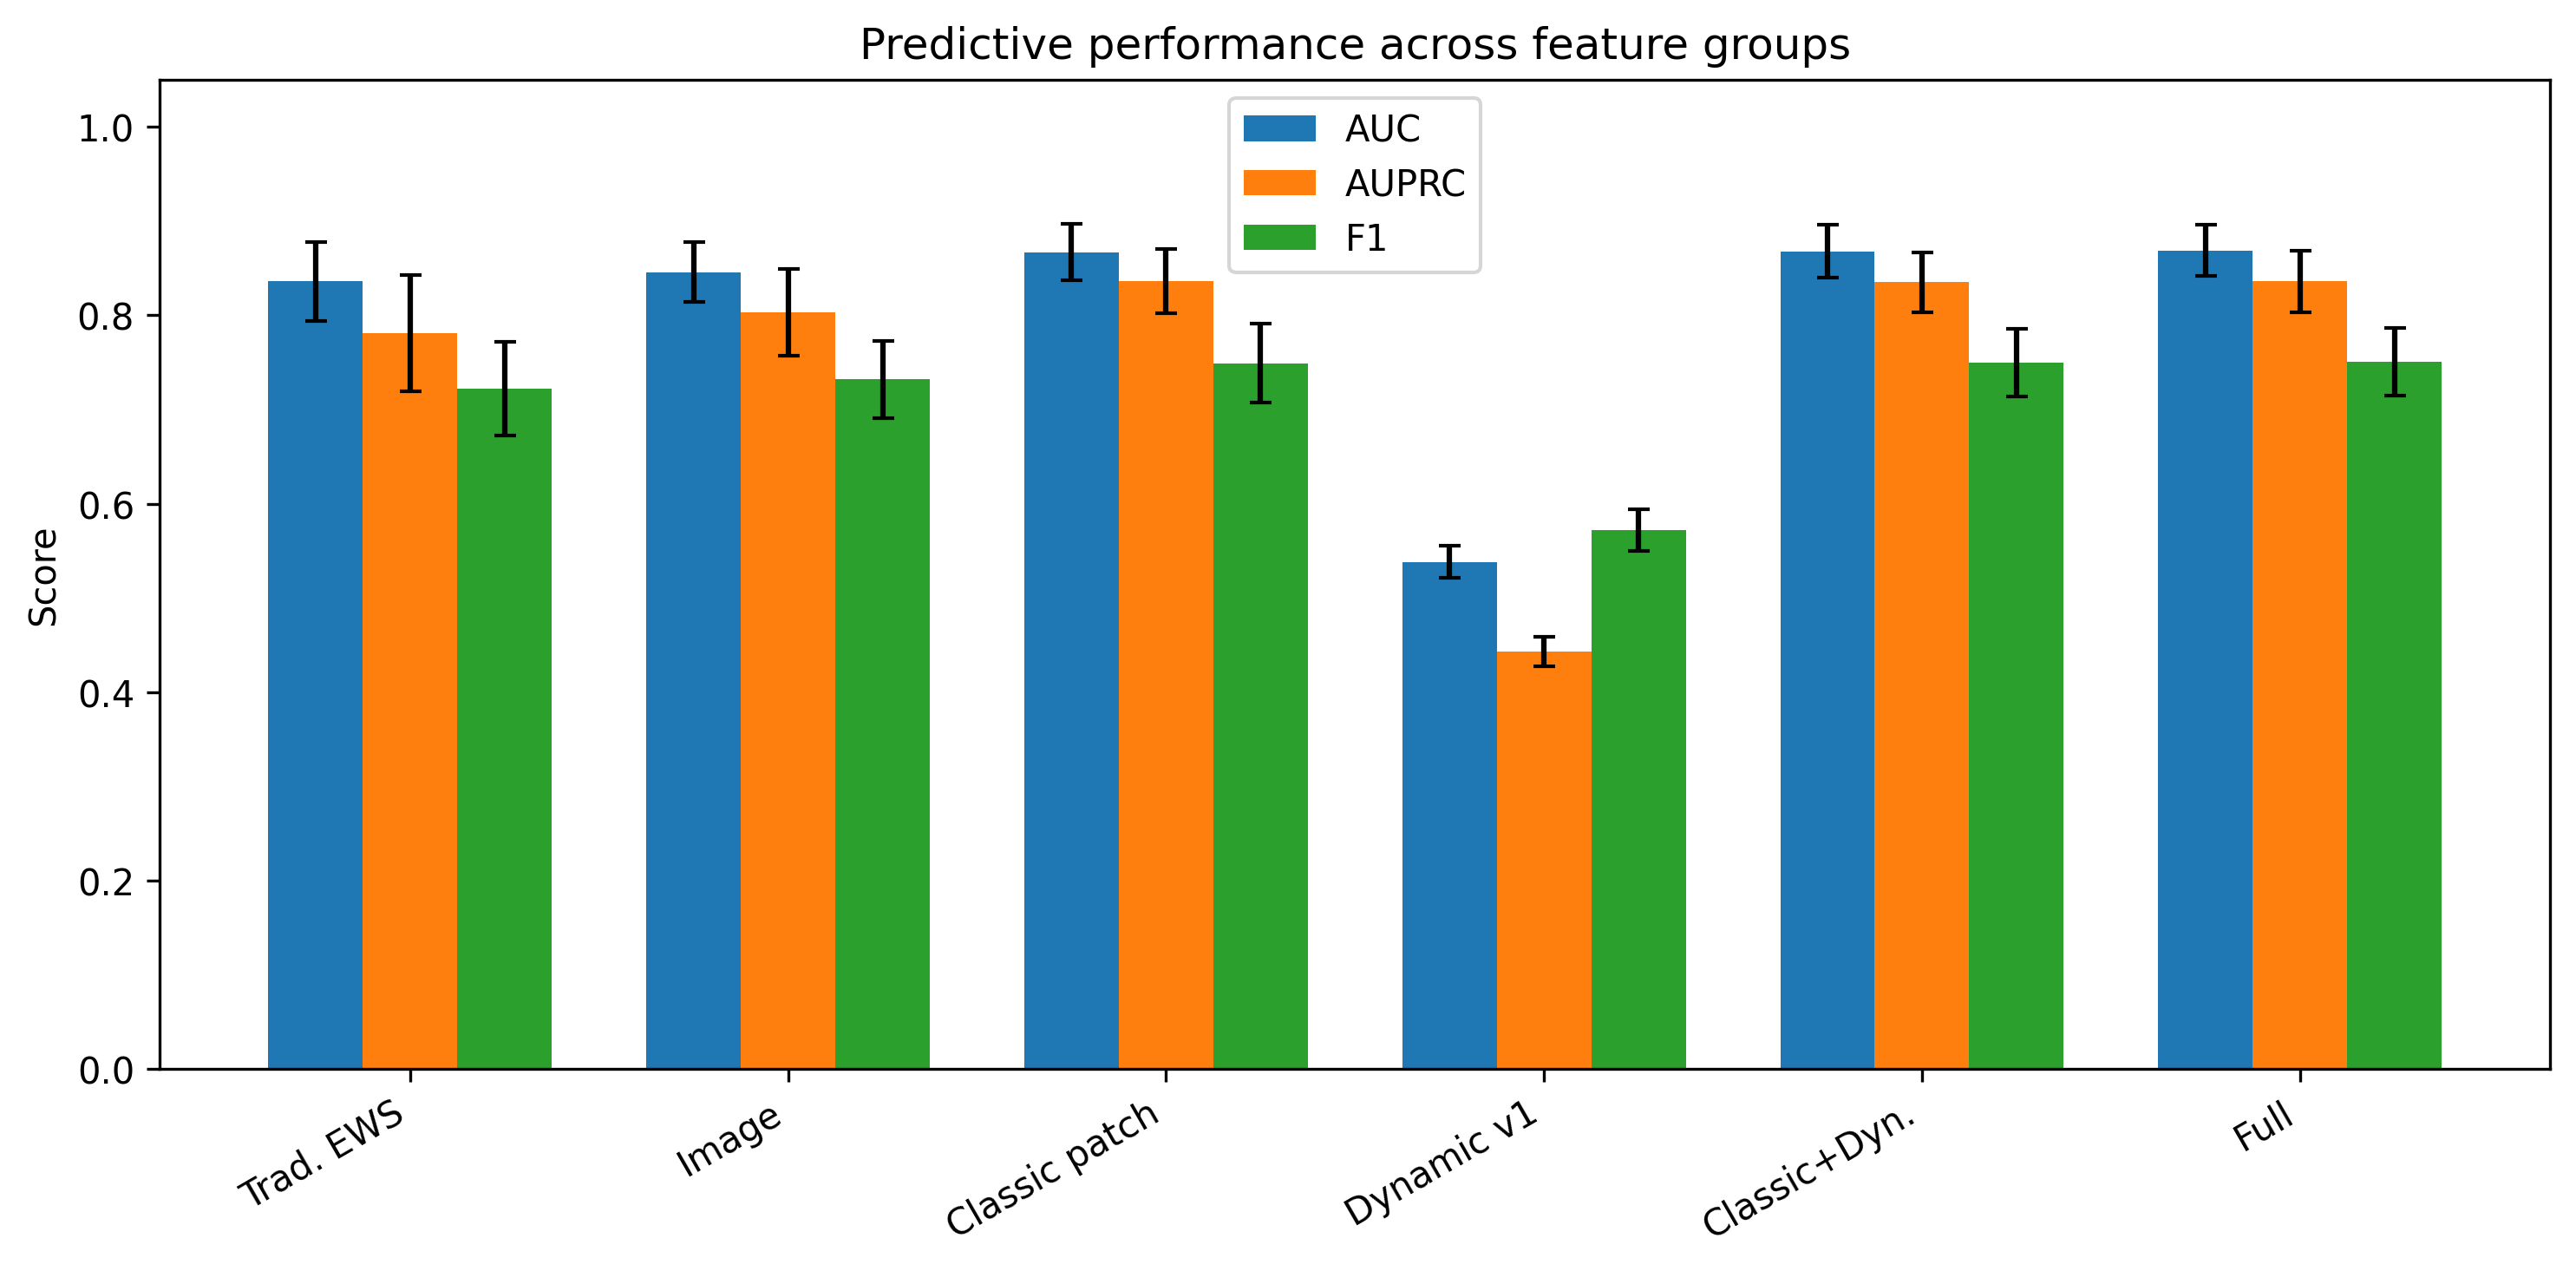 Predictive performance across feature groups
AUC
AUPRC
F1
Score
1.0
0.8
0.6
0.4
0.2
0.0
Trad. EWS
Image
Classic patch
Dynamic v1
Classic+Dyn.
Full